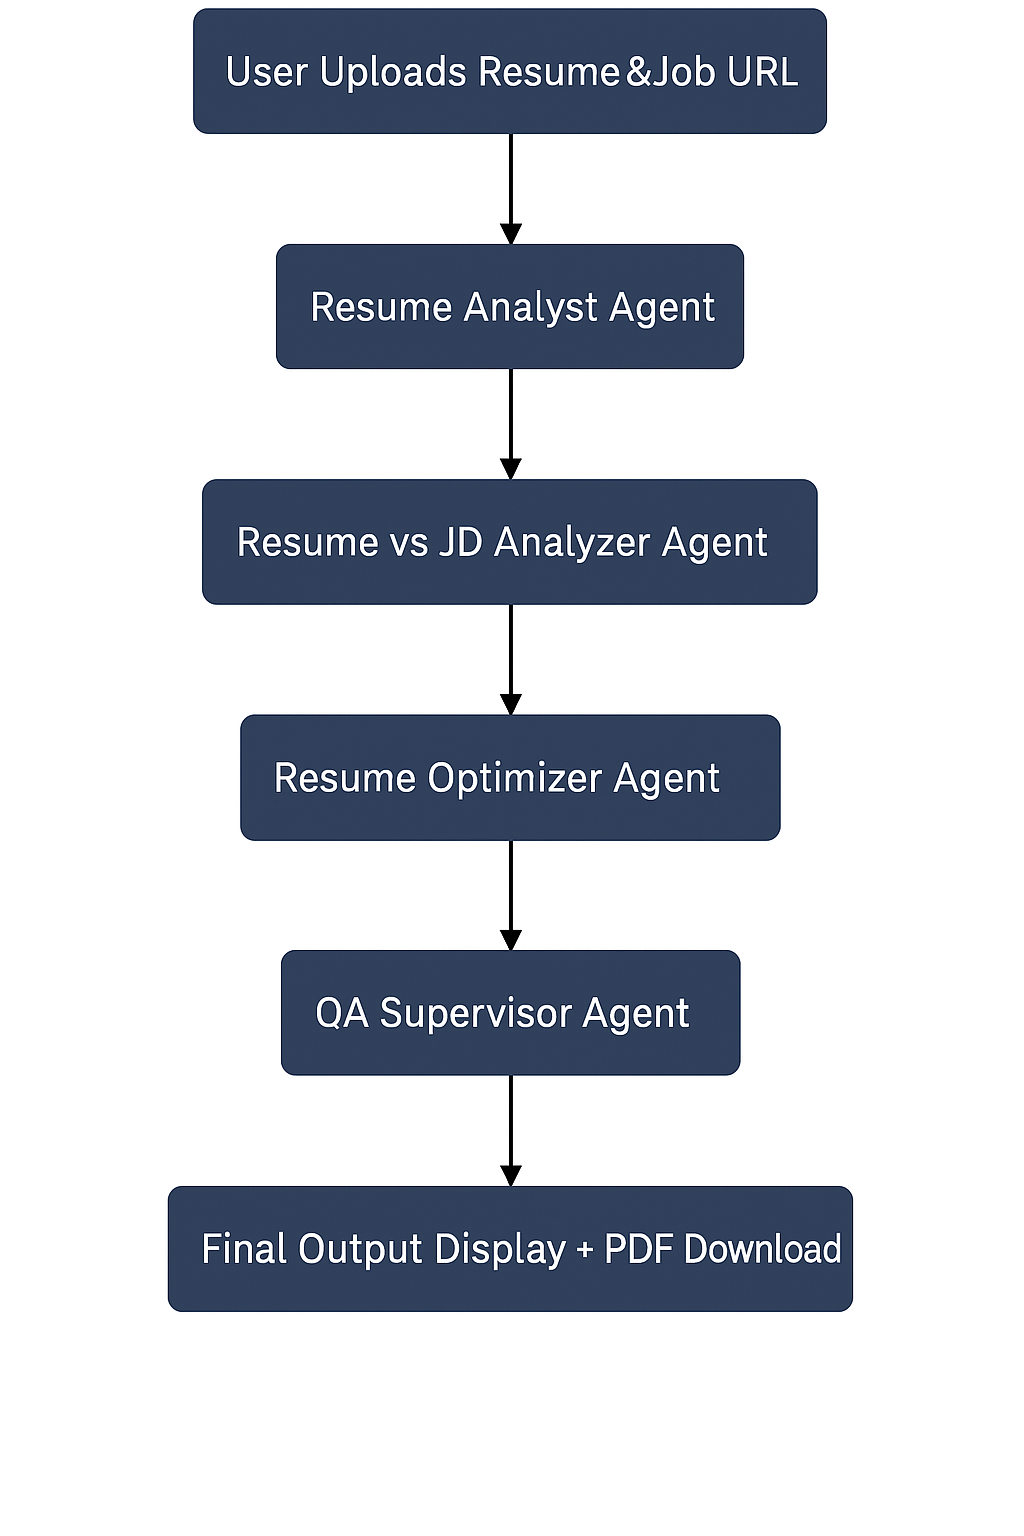 User Uploads Resume & Job URL
Resume Analyst Agent
Resume vs JD Analyzer Agent
Resume Optimizer Agent
QA Supervisor Agent
Final Output Display + PDF Download